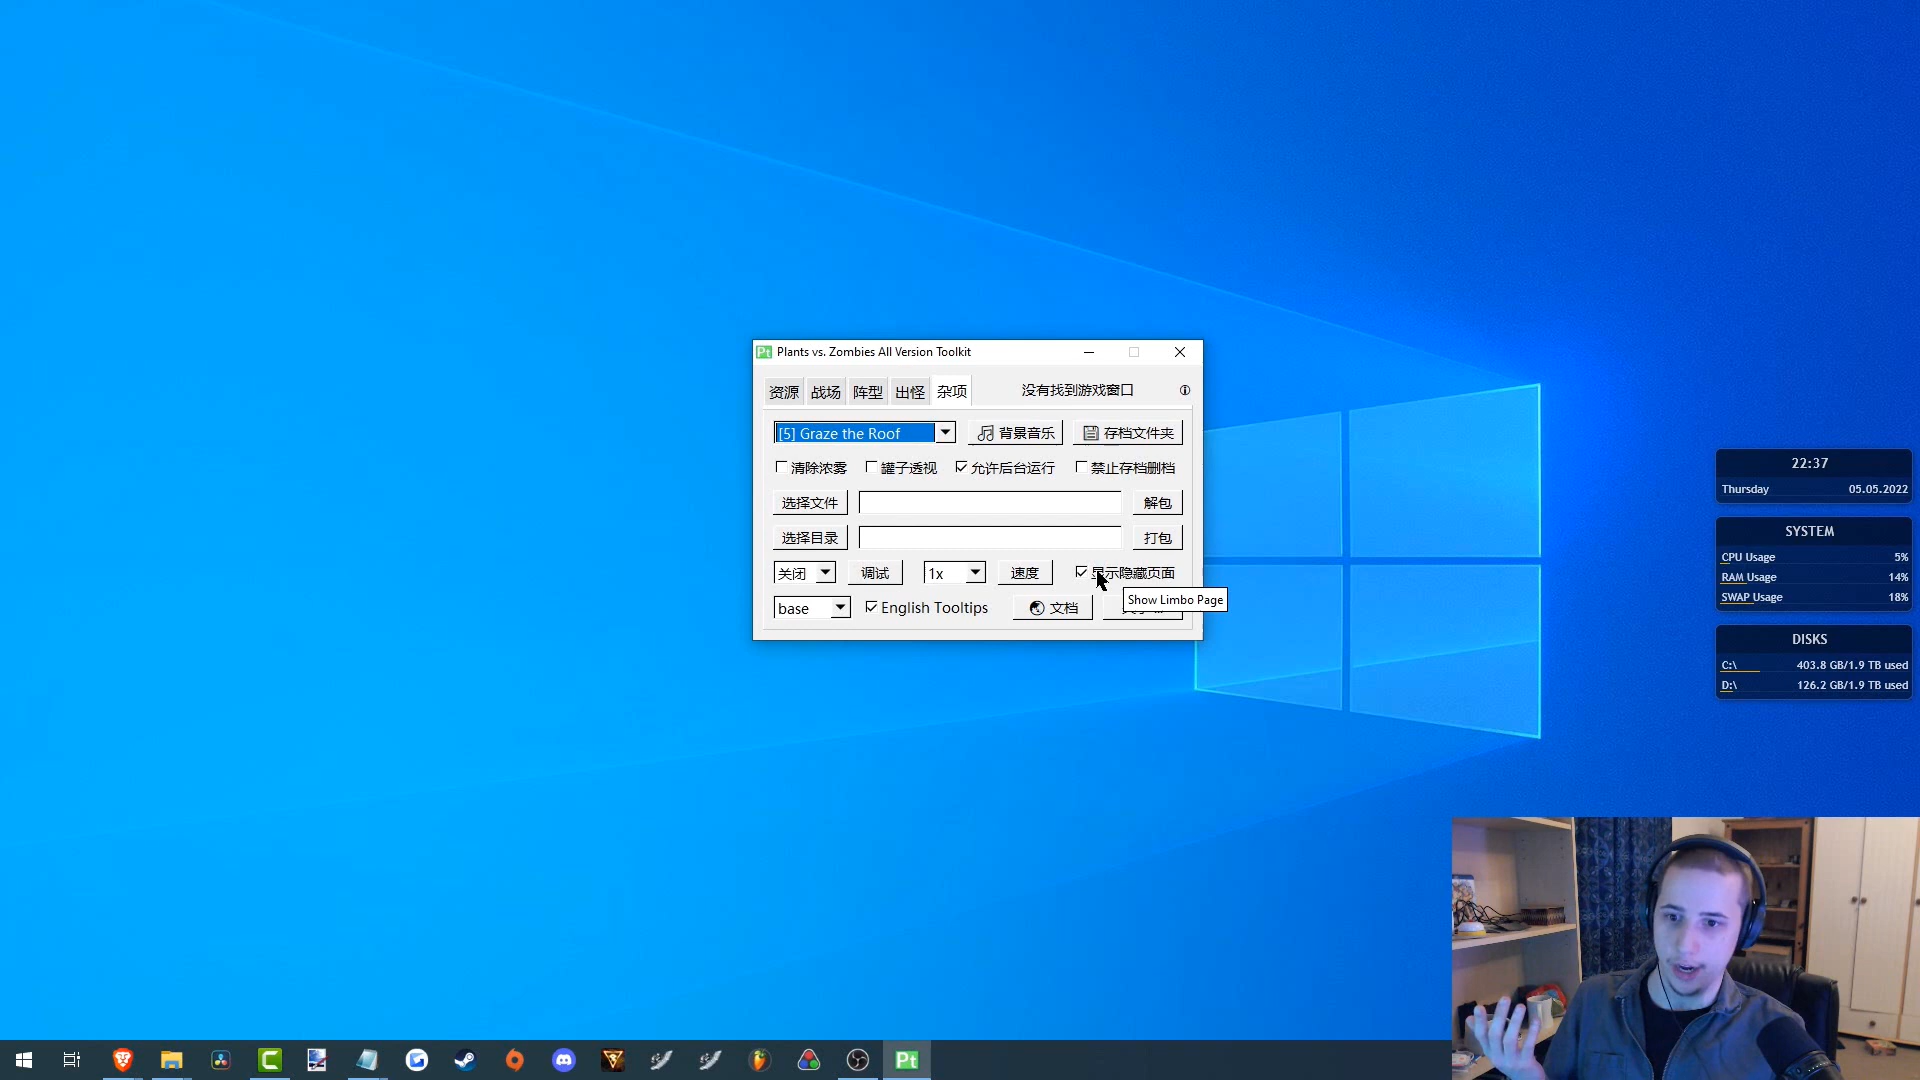 Plants vs. Zombies All Version Toolkit
资源 战场 阵型 出怪 杂项 没有找到游戏窗口
[5] Graze the Roof 背景音乐 存档文件夹
清除浓雾 罐子透视 允许后台运行 禁止存档删档
选择文件 解包
选择目录 打包
关闭 调试 1x 速度 显示隐藏页面
Show Limbo Page
base English Tooltips 文档
22:37
Thursday 05.05.2022
SYSTEM
CPU Usage 5%
RAM Usage 14%
SWAP Usage 18%
DISKS
C:\ 403.8 GB/1.9 TB used
D:\ 126.2 GB/1.9 TB used
Pt